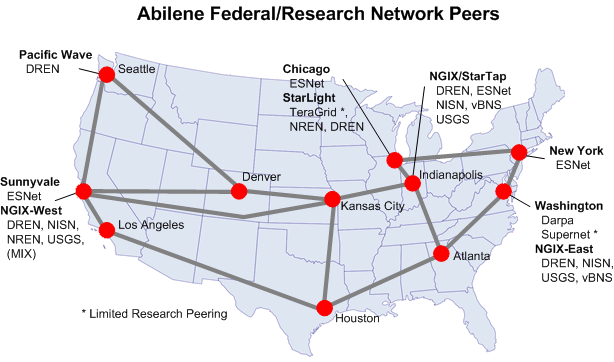 Abilene Federal/Research Network Peers
Pacific Wave
DREN
Seattle
Chicago
ESNet
StarLight
TeraGrid *,
NREN, DREN
NGIX/StarTap
DREN, ESNet
NISN, vBNS
USGS
New York
ESNet
Sunnyvale
ESNet
NGIX-West
DREN, NISN,
NREN, USGS,
(MIX)
Los Angeles
Denver
Kansas City
Indianapolis
Washington
Darpa
Supernet *
NGIX-East
DREN, NISN,
USGS, vBNS
Atlanta
Houston
* Limited Research Peering